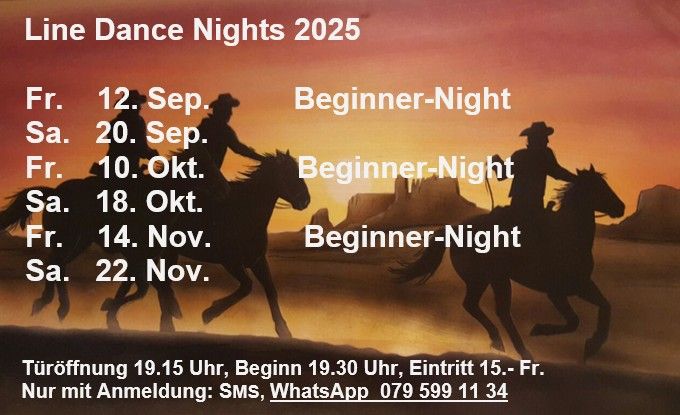 Line Dance Nights 2025
Fr. 12. Sep. Beginner-Night
Sa. 20. Sep.
Fr. 10. Okt. Beginner-Night
Sa. 18. Okt.
Fr. 14. Nov. Beginner-Night
Sa. 22. Nov.
Türöffnung 19.15 Uhr, Beginn 19.30 Uhr, Eintritt 15.- Fr.
Nur mit Anmeldung: SMS, WhatsApp 079 599 11 34